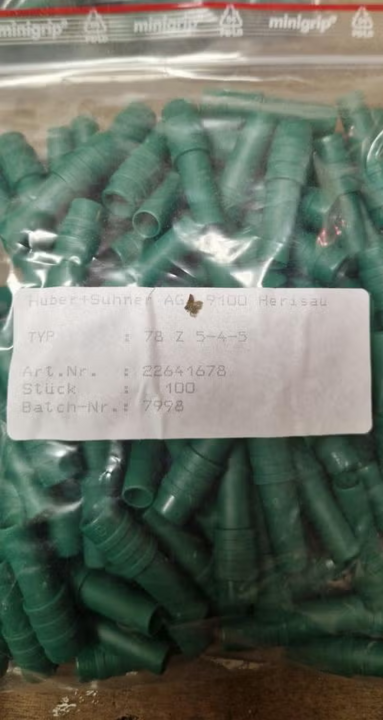 minigrip® minigrip® minigrip®
Huber+Suhner AG, 9100 Herisau
TYP : 78 Z 5-4-5
Art.Nr. : 22641678
Stück : 100
Batch-Nr.: 7998